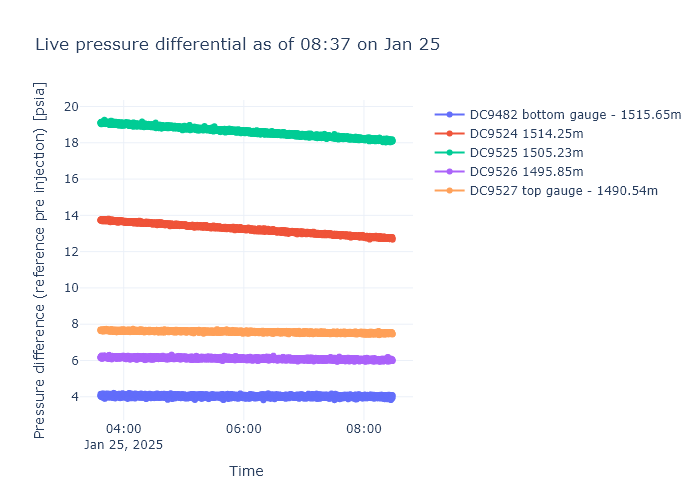 Live pressure differential as of 08:37 on Jan 25
Pressure difference (reference pre injection) [psia]
20
18
16
14
12
10
8
6
4
04:00
Jan 25, 2025
06:00
08:00
Time
DC9482 bottom gauge - 1515.65m
DC9524 1514.25m
DC9525 1505.23m
DC9526 1495.85m
DC9527 top gauge - 1490.54m